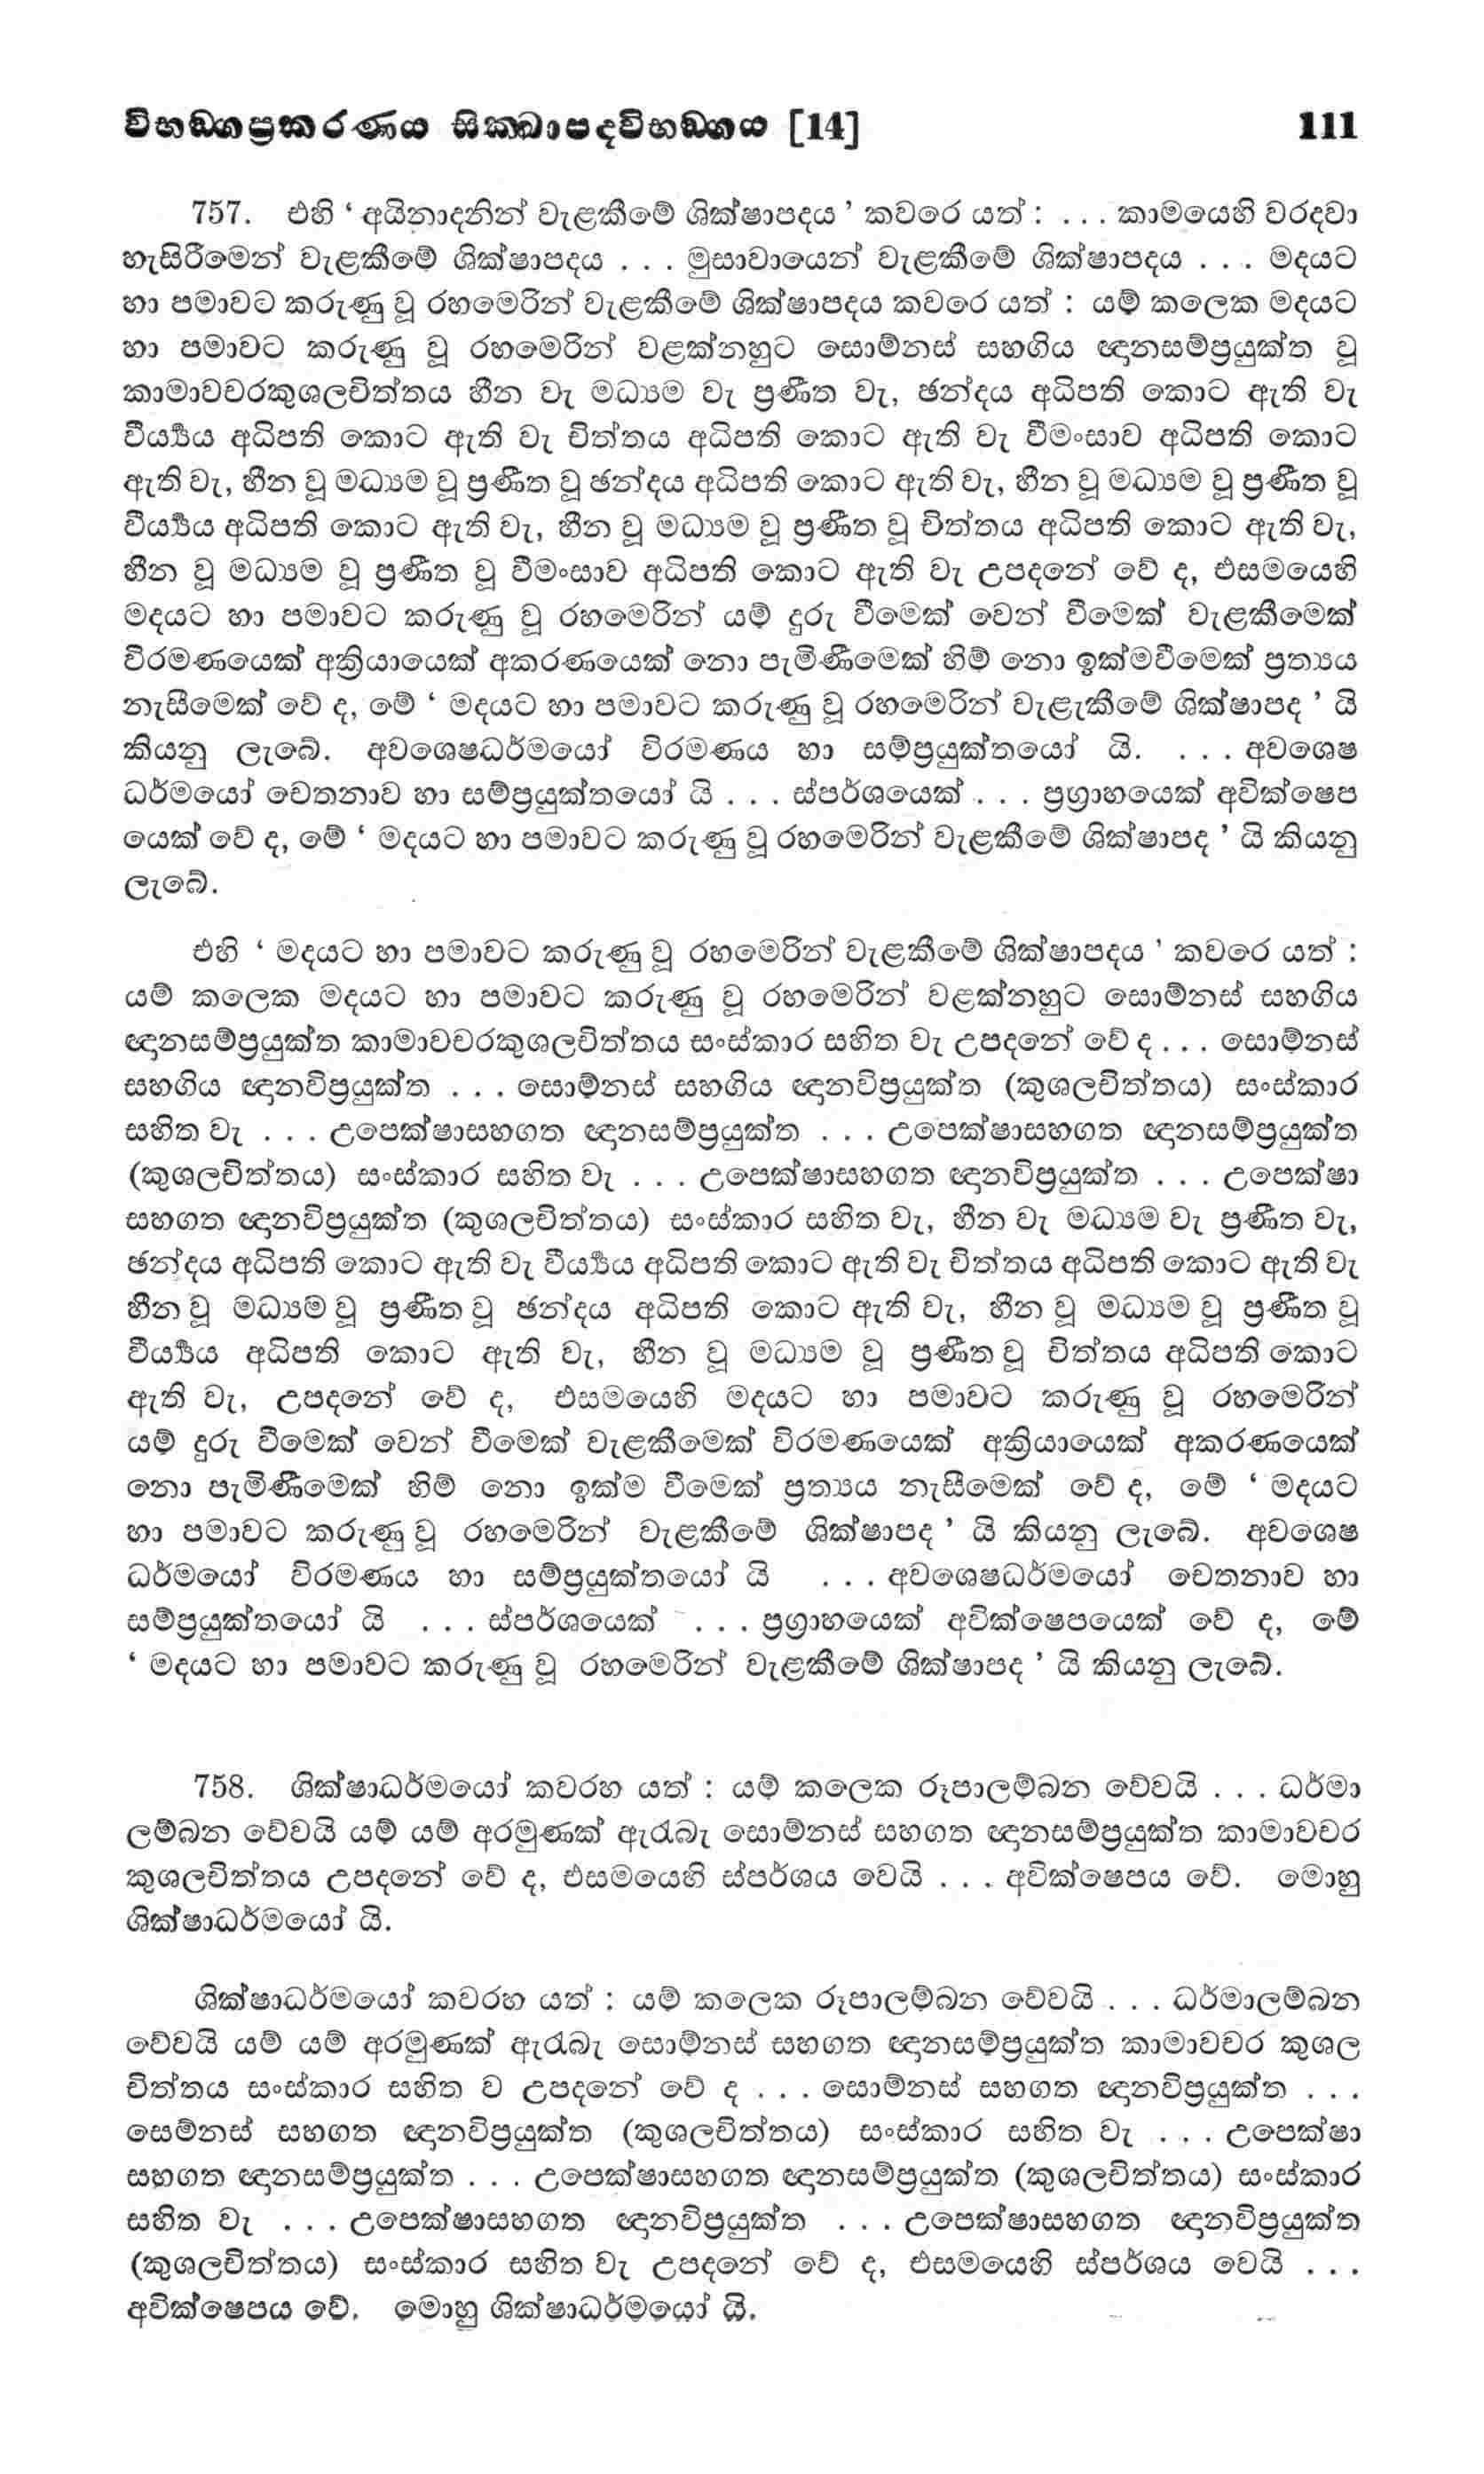 විභඞ්ගප්‍රකරණය සික්ඛාපදවිභඞ්ගය [14] 111
757. එහි ‘ අයිනාදනින් වැළකීමේ ශික්ෂාපදය ’ කවරෙ යත් : . . . කාමයෙහි වරදවා
හැසිරීමෙන් වැළකීමේ ශික්ෂාපදය . . . මුසාවායෙන් වැළකීමේ ශික්ෂාපදය . . . මදයට
හා පමාවට කරුණු වූ රහමෙරින් වැළකීමේ ශික්ෂාපදය කවරෙ යත් : යම් කලෙක මදයට
හා පමාවට කරුණු වූ රහමෙරින් වළක්නහුට සොම්නස් සහගිය ඥානසම්ප්‍රයුක්ත වූ
කාමාවචරකුශලචිත්තය හීන වැ මධ්‍යම වැ ප්‍රණීත වැ, ඡන්දය අධිපති කොට ඇති වැ
වීර්‍ය්‍යය අධිපති කොට ඇති වැ චිත්තය අධිපති කොට ඇති වැ වීමංසාව අධිපති කොට
ඇති වැ, හීන වූ මධ්‍යම වූ ප්‍රණීත වූ ඡන්දය අධිපති කොට ඇති වැ, හීන වූ මධ්‍යම වූ ප්‍රණීත වූ
වීර්‍ය්‍යය අධිපති කොට ඇති වැ, හීන වූ මධ්‍යම වූ ප්‍රණීත වූ චිත්තය අධිපති කොට ඇති වැ,
හීන වූ මධ්‍යම වූ ප්‍රණීත වූ වීමංසාව අධිපති කොට ඇති වැ උපදනේ වේ ද, එසමයෙහි
මදයට හා පමාවට කරුණු වූ රහමෙරින් යම් දුරු වීමෙක් වෙන් වීමෙක් වැළකීමෙක්
විරමණයෙක් අක්‍රියායෙක් අකරණයෙක් නො පැමිණීමෙක් හිම් නො ඉක්මවීමෙක් ප්‍රත්‍යය
නැසීමෙක් වේ ද, මේ ‘ මදයට හා පමාවට කරුණු වූ රහමෙරින් වැළැකීමේ ශික්ෂාපද ’ යි
කියනු ලැබේ. අවශෙෂධර්මයෝ විරමණය හා සම්ප්‍රයුක්තයෝ යි. . . . අවශෙෂ
ධර්මයෝ චෙතනාව හා සම්ප්‍රයුක්තයෝ යි . . . ස්පර්ශයෙක් . . . ප්‍රග්‍රාහයෙක් අවික්ෂෙප
යෙක් වේ ද, මේ ‘ මදයට හා පමාවට කරුණු වූ රහමෙරින් වැළකීමේ ශික්ෂාපද ’ යි කියනු
ලැබේ.
එහි ‘ මදයට හා පමාවට කරුණු වූ රහමෙරින් වැළකීමේ ශික්ෂාපදය ’ කවරෙ යත් :
යම් කලෙක මදයට හා පමාවට කරුණු වූ රහමෙරින් වළක්නහුට සොම්නස් සහගිය
ඥානසම්ප්‍රයුක්ත කාමාවචරකුශලචිත්තය සංස්කාර සහිත වැ උපදනේ වේ ද . . . සොම්නස්
සහගිය ඥානවිප්‍රයුක්ත . . . සොම්නස් සහගිය ඥානවිප්‍රයුක්ත (කුශලචිත්තය) සංස්කාර
සහිත වැ . . . උපෙක්ෂාසහගත ඥානසම්ප්‍රයුක්ත . . . උපෙක්ෂාසහගත ඥානසම්ප්‍රයුක්ත
(කුශලචිත්තය) සංස්කාර සහිත වැ . . . උපෙක්ෂාසහගත ඥානවිප්‍රයුක්ත . . . උපෙක්ෂා
සහගත ඥානවිප්‍රයුක්ත (කුශලචිත්තය) සංස්කාර සහිත වැ, හීන වැ මධ්‍යම වැ ප්‍රණීත වැ,
ඡන්දය අධිපති කොට ඇති වැ වීර්‍ය්‍යය අධිපති කොට ඇති වැ චිත්තය අධිපති කොට ඇති වැ
හීන වූ මධ්‍යම වූ ප්‍රණීත වූ ඡන්දය අධිපති කොට ඇති වැ, හීන වූ මධ්‍යම වූ ප්‍රණීත වූ
වීර්‍ය්‍යය අධිපති කොට ඇති වැ, හීන වූ මධ්‍යම වූ ප්‍රණීත වූ චිත්තය අධිපති කොට
ඇති වැ, උපදනේ වේ ද, එසමයෙහි මදයට හා පමාවට කරුණු වූ රහමෙරින්
යම් දුරු වීමෙක් වෙන් වීමෙක් වැළකීමෙක් විරමණයෙක් අක්‍රියායෙක් අකරණයෙක්
නො පැමිණීමෙක් හිම් නො ඉක්ම වීමෙක් ප්‍රත්‍යය නැසීමෙක් වේ ද, මේ ‘ මදයට
හා පමාවට කරුණු වූ රහමෙරින් වැළකීමේ ශික්ෂාපද ’ යි කියනු ලැබේ. අවශෙෂ
ධර්මයෝ විරමණය හා සම්ප්‍රයුක්තයෝ යි . . . අවශෙෂධර්මයෝ චෙතනාව හා
සම්ප්‍රයුක්තයෝ යි . . . ස්පර්ශයෙක් . . . ප්‍රග්‍රාහයෙක් අවික්ෂෙපයෙක් වේ ද, මේ
‘ මදයට හා පමාවට කරුණු වූ රහමෙරින් වැළකීමේ ශික්ෂාපද ’ යි කියනු ලැබේ.
758. ශික්ෂාධර්මයෝ කවරහ යත් : යම් කලෙක රූපාලම්බන වේවයි . . . ධර්මා
ලම්බන වේවයි යම් යම් අරමුණක් ඇරැබැ සොම්නස් සහගත ඥානසම්ප්‍රයුක්ත කාමාවචර
කුශලචිත්තය උපදනේ වේ ද, එසමයෙහි ස්පර්ශය වෙයි . . . අවික්ෂෙපය වේ. මොහු
ශික්ෂාධර්මයෝ යි.
ශික්ෂාධර්මයෝ කවරහ යත් : යම් කලෙක රූපාලම්බන වේවයි . . . ධර්මාලම්බන
වේවයි යම් යම් අරමුණක් ඇරැබැ සොම්නස් සහගත ඥානසම්ප්‍රයුක්ත කාමාවචර කුශල
චිත්තය සංස්කාර සහිත ව උපදනේ වේ ද . . . සොම්නස් සහගත ඥානවිප්‍රයුක්ත . . .
සෙම්නස් සහගත ඥානවිප්‍රයුක්ත (කුශලචිත්තය) සංස්කාර සහිත වැ . . . උපෙක්ෂා
සහගත ඥානසම්ප්‍රයුක්ත . . . උපෙක්ෂාසහගත ඥානසම්ප්‍රයුක්ත (කුශලචිත්තය) සංස්කාර
සහිත වැ . . . උපෙක්ෂාසහගත ඥානවිප්‍රයුක්ත . . . උපෙක්ෂාසහගත ඥානවිප්‍රයුක්ත
(කුශලචිත්තය) සංස්කාර සහිත වැ උපදනේ වේ ද, එසමයෙහි ස්පර්ශය වෙයි . . .
අවික්ෂෙපය වේ. මොහු ශික්ෂාධර්මයෝ යි.